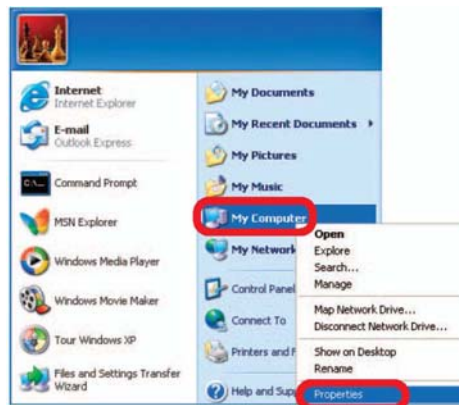 Internet
Internet Explorer
E-mail
Outlook Express
Command Prompt
MSN Explorer
Windows Media Player
Windows Movie Maker
Tour Windows XP
Files and Settings Transfer
Wizard
My Documents
My Recent Documents
My Pictures
My Music
My Computer
My Network
Control Panel
Connect To
Printers and F
Help and Sup
Open
Explore
Search...
Manage
Map Network Drive...
Disconnect Network Drive...
Show on Desktop
Rename
Properties